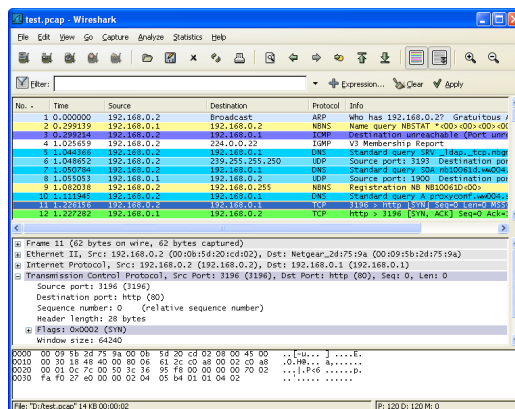 test.pcap - Wireshark
File Edit View Go Capture Analyze Statistics Help
Filter: Expression... Clear Apply
No. - Time Source Destination Protocol Info
1 0.000000 192.168.0.2 Broadcast ARP Who has 192.168.0.2? Gratuitous A
2 0.299139 192.168.0.1 192.168.0.2 NBNS Name query NBSTAT *<00><00><00><0
3 0.299214 192.168.0.2 192.168.0.1 ICMP Destination unreachable (Port unr
4 1.025659 192.168.0.2 224.0.0.22 IGMP V3 Membership Report
5 1.044366 192.168.0.2 192.168.0.1 DNS Standard query SRV _ldap._tcp.nbg
6 1.048652 192.168.0.2 239.255.255.250 UDP Source port: 3193 Destination por
7 1.050784 192.168.0.2 192.168.0.1 DNS Standard query SOA nb10061d.ww004.
8 1.055053 192.168.0.1 192.168.0.2 UDP Source port: 1900 Destination por
9 1.082038 192.168.0.2 192.168.0.255 NBNS Registration NB NB10061D<00>
10 1.111945 192.168.0.2 192.168.0.1 DNS Standard query A proxyconf.ww004.
11 1.226156 192.168.0.2 192.168.0.1 TCP 3196 > http [SYN] Seq=0 Len=0 MSS
12 1.227282 192.168.0.1 192.168.0.2 TCP http > 3196 [SYN, ACK] Seq=0 Ack=
Frame 11 (62 bytes on wire, 62 bytes captured)
Ethernet II, Src: 192.168.0.2 (00:0b:5d:20:cd:02), Dst: Netgear_2d:75:9a (00:09:5b:2d:75:9a)
Internet Protocol, Src: 192.168.0.2 (192.168.0.2), Dst: 192.168.0.1 (192.168.0.1)
Transmission Control Protocol, Src Port: 3196 (3196), Dst Port: http (80), Seq: 0, Len: 0
Source port: 3196 (3196)
Destination port: http (80)
Sequence number: 0 (relative sequence number)
Header length: 28 bytes
Flags: 0x0002 (SYN)
Window size: 64240
0000 00 09 5b 2d 75 9a 00 0b 5d 20 cd 02 08 00 45 00 ..[-u... ] ....E.
0010 00 30 18 48 40 00 80 06 61 2c c0 a8 00 02 c0 a8 .0.H@... a,......
0020 00 01 0c 7c 00 50 3c 36 95 f8 00 00 00 00 70 02 ...|.P<6 ......p.
0030 fa f0 27 e0 00 00 02 04 05 b4 01 01 04 02 ..'..... ......
File: "D:/test.pcap" 14 KB 00:00:02 P: 120 D: 120 M: 0